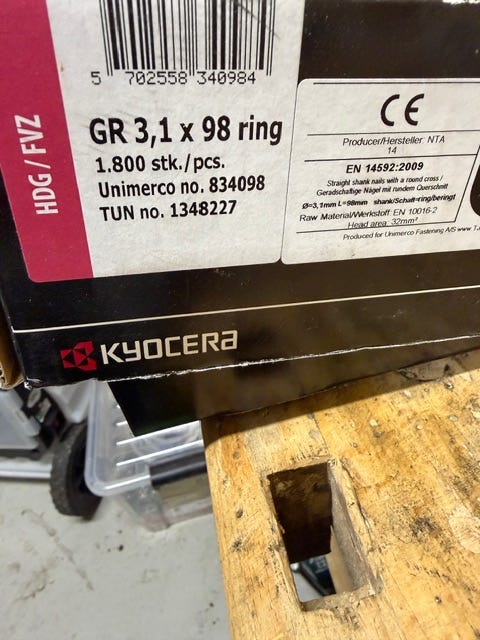 5 702558 340984
HDG / FVZ
GR 3,1 x 98 ring
1.800 stk./pcs.
Unimerco no. 834098
TUN no. 1348227
CE
Producer/Hersteller: NTA
14
EN 14592:2009
Straight shank nails with a round cross /
Geradschaftige Nägel mit rundem Querschnitt
Ø=3,1mm L=98mm shank/Schaft=ring/beringt
Raw Material/Werkstoff: EN 10016-2
Head area: 32mm²
Produced for Unimerco Fastening A/S www.
KYOCERA